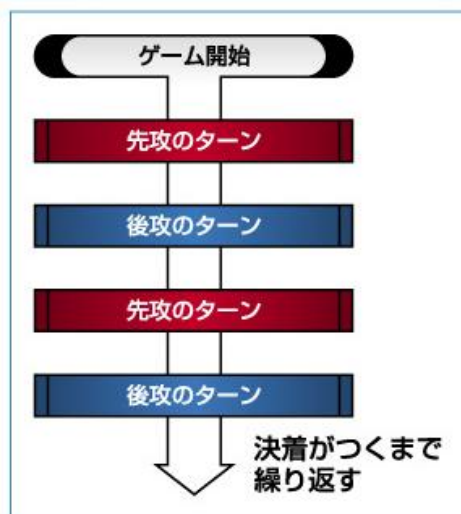 ゲーム開始
先攻のターン
後攻のターン
先攻のターン
後攻のターン
決着がつくまで
繰り返す